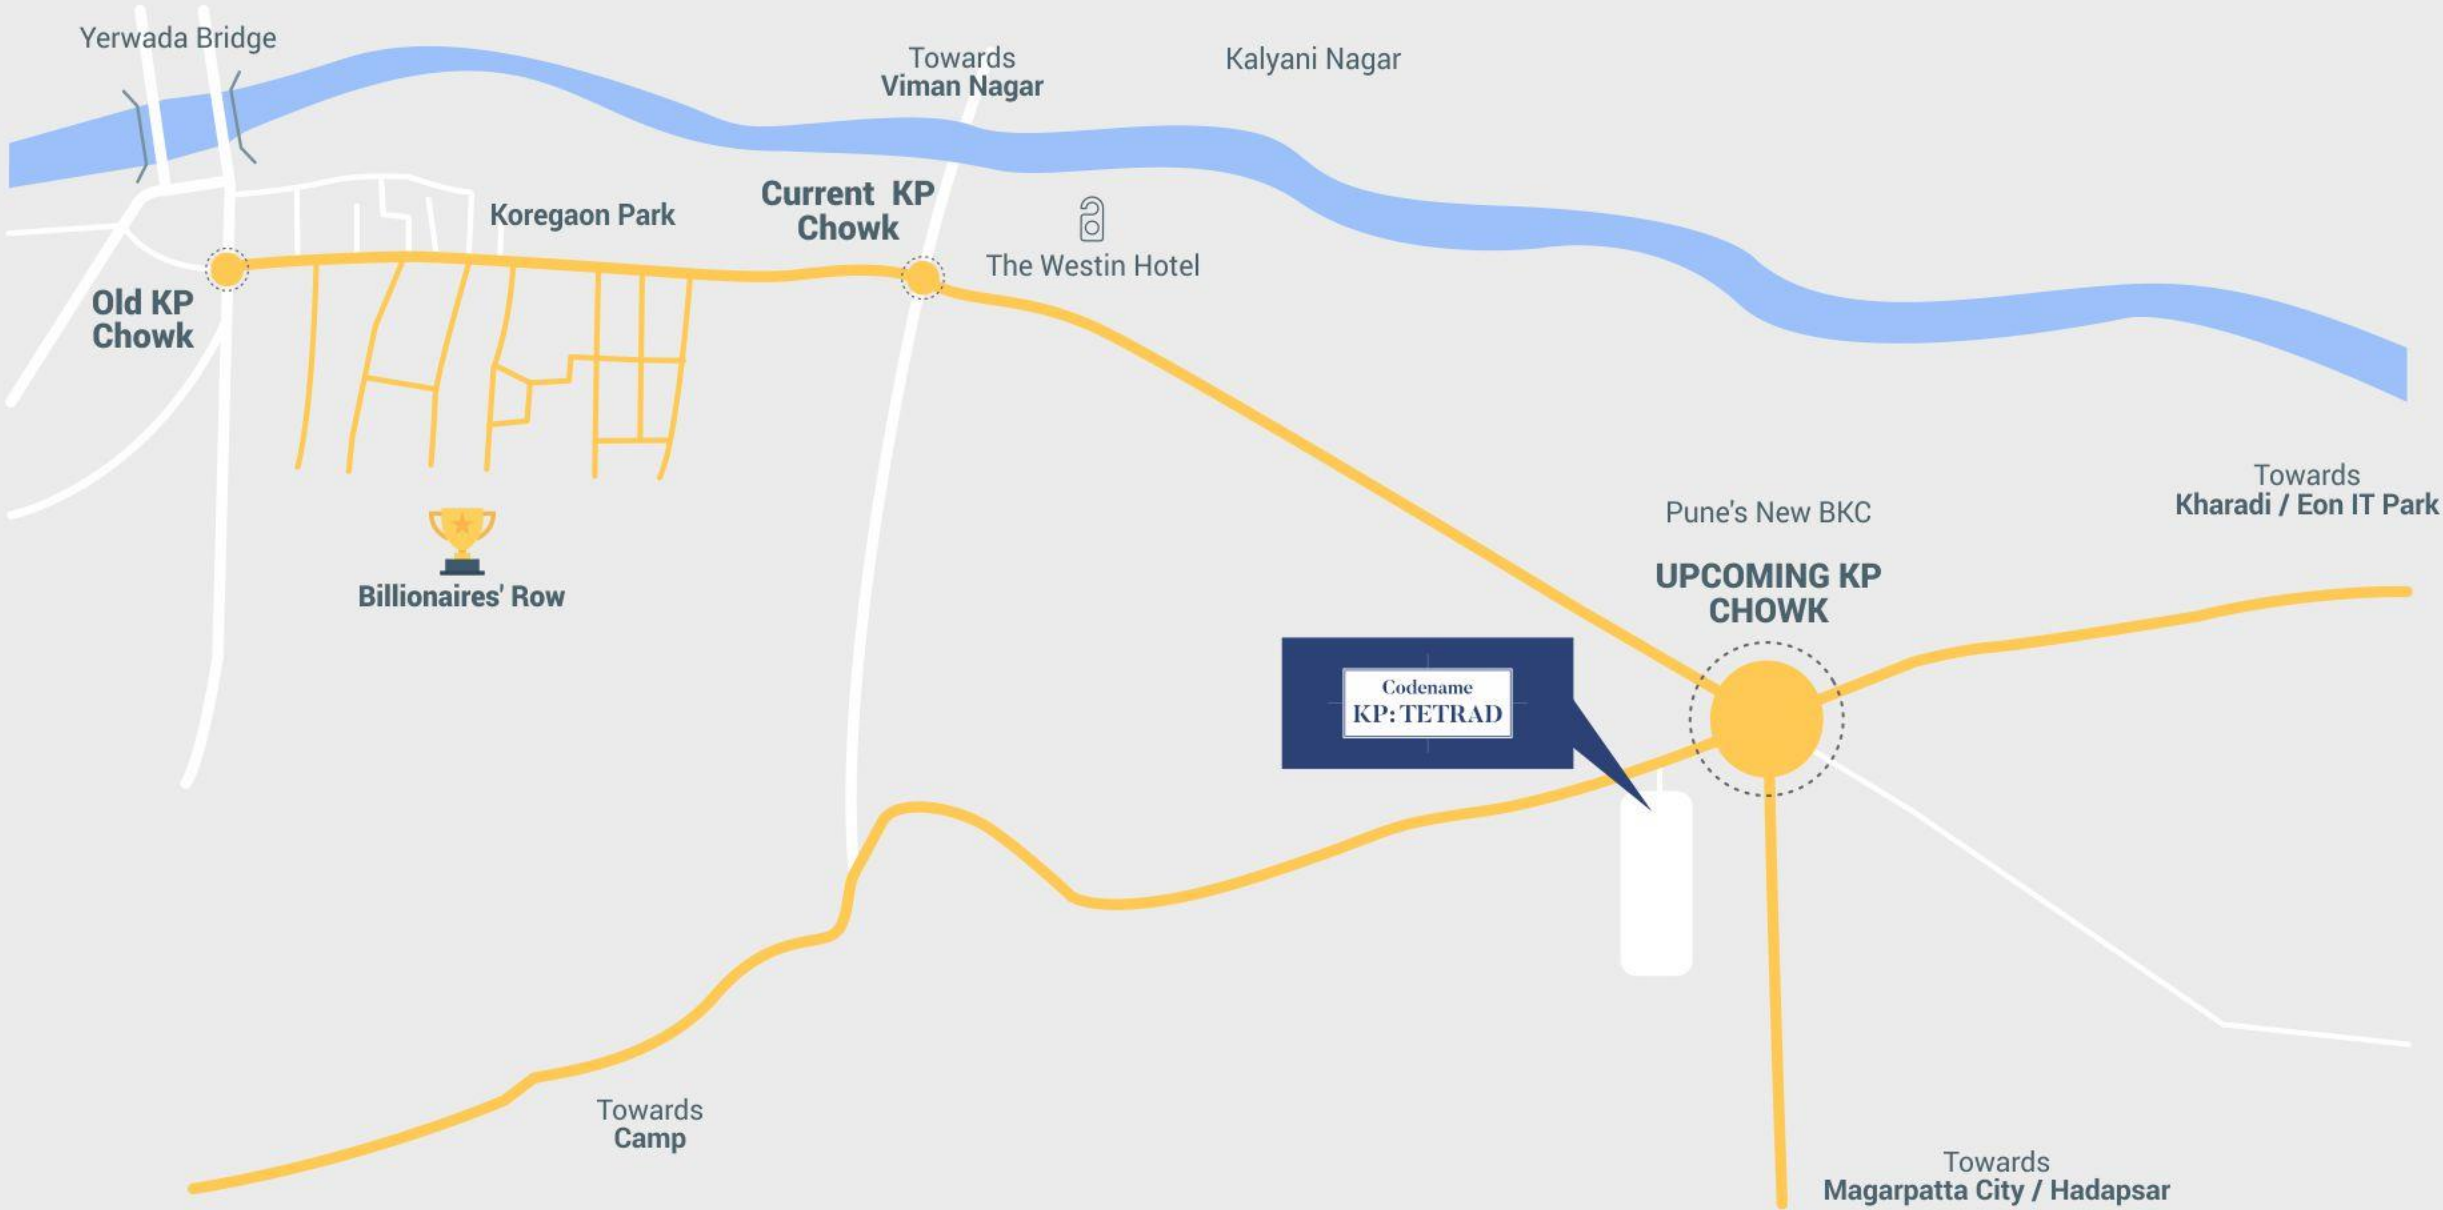 Yerwada Bridge
Towards
Viman Nagar
Kalyani Nagar
Current KP
Chowk
Koregaon Park
The Westin Hotel
Old KP
Chowk
Billionaires' Row
Towards
Kharadi / Eon IT Park
Pune's New BKC
UPCOMING KP
CHOWK
Codename
KP: TETRAD
Towards
Camp
Towards
Magarpatta City / Hadapsar